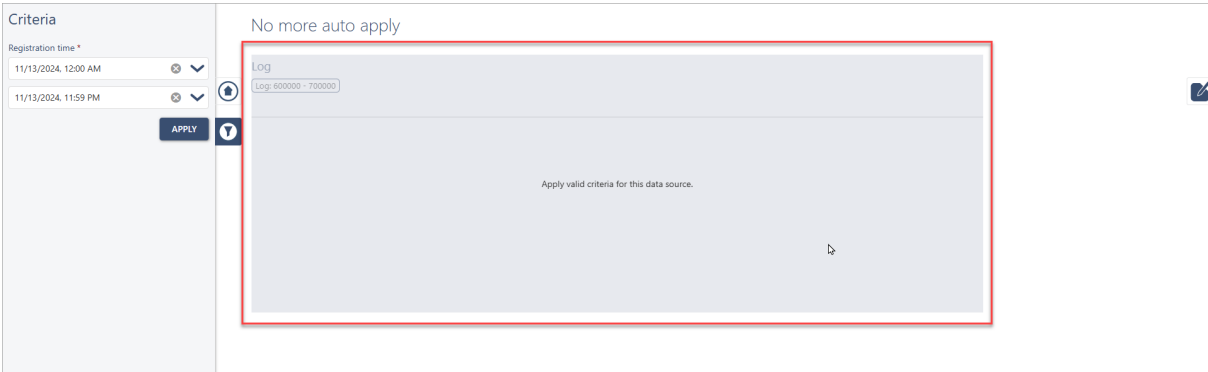 Criteria
Registration time *
11/13/2024, 12:00 AM
11/13/2024, 11:59 PM
APPLY
No more auto apply
Log
Log: 600000 - 700000
Apply valid criteria for this data source.